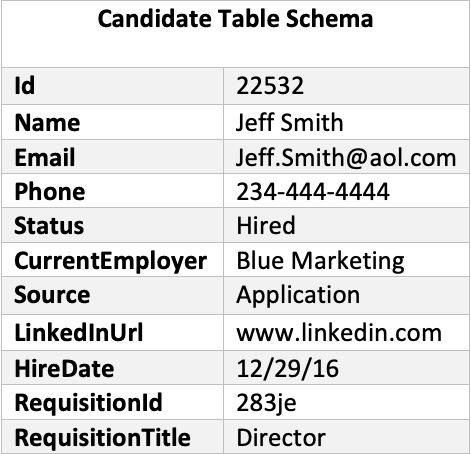 Candidate Table Schema
Id 22532
Name Jeff Smith
Email Jeff.Smith@aol.com
Phone 234-444-4444
Status Hired
CurrentEmployer Blue Marketing
Source Application
LinkedInUrl www.linkedin.com
HireDate 12/29/16
RequisitionId 283je
RequisitionTitle Director